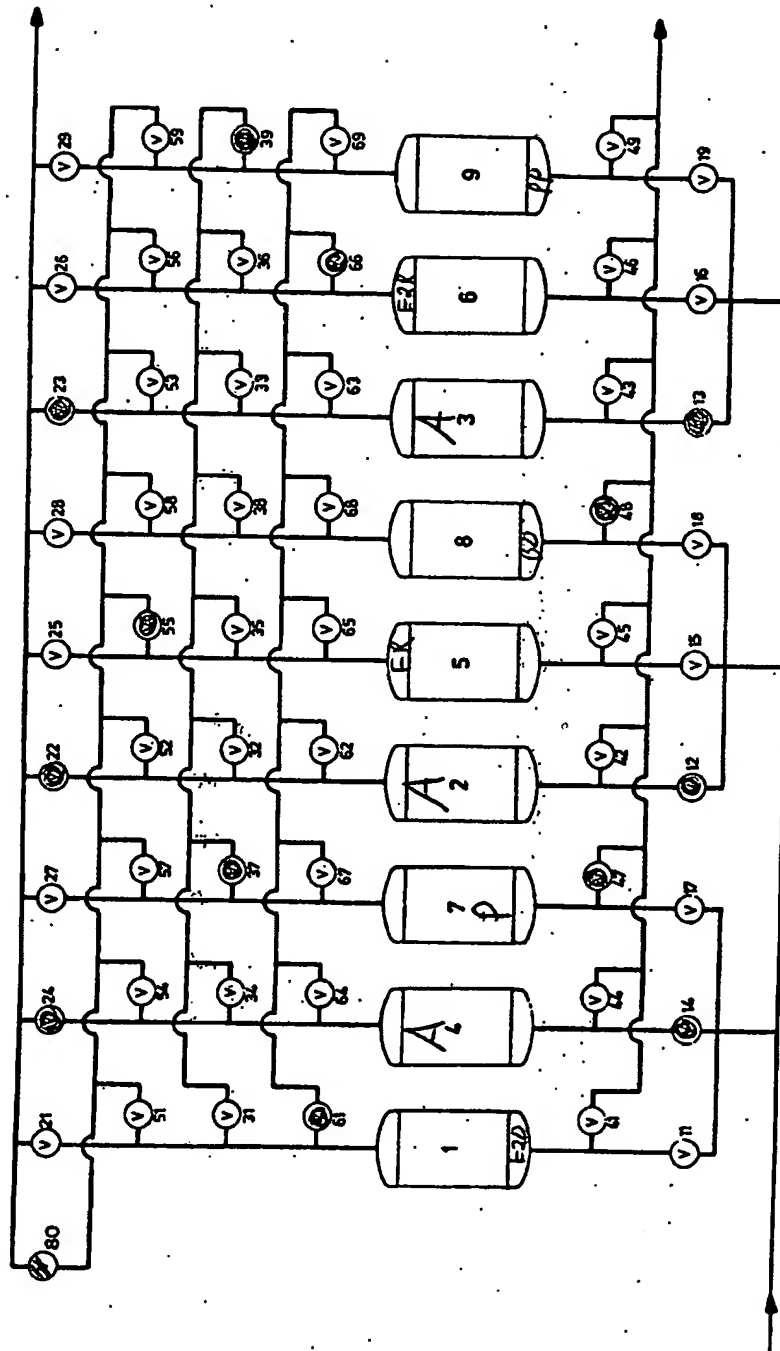 V 21
24
V 27
22
V 25
V 28
23
V 26
V 29
80
V 51
V 54
V 57
V 52
55
V 58
V 53
V 56
V 59
V 31
V 34
37
V 32
V 35
V 38
V 33
V 36
39
61
V 64
V 67
V 62
V 65
V 68
V 63
66
V 69
1
E2D
A
4
7
P
A
2
EK
5
8
BD
A
3
E2K
6
9
PP
V 41
V 44
47
V 42
V 45
48
V 43
V 46
V 49
V 11
14
V 17
12
V 15
V 18
13
V 16
V 19